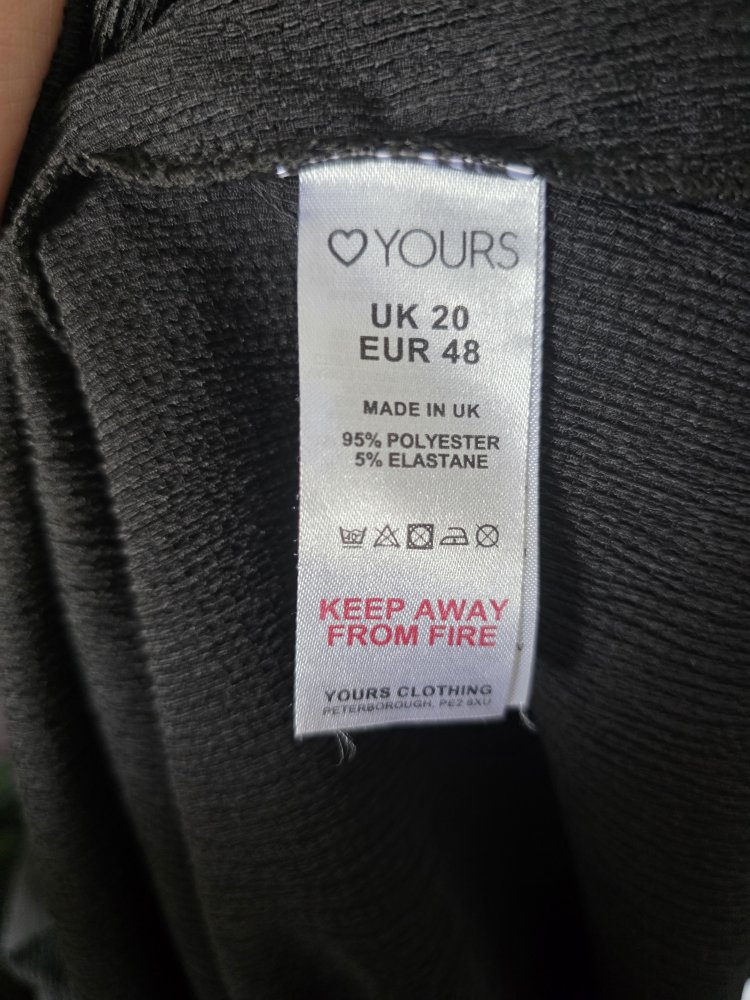 YOURS
UK 20
EUR 48
MADE IN UK
95% POLYESTER
5% ELASTANE
KEEP AWAY
FROM FIRE
YOURS CLOTHING
PETERBOROUGH, PE2